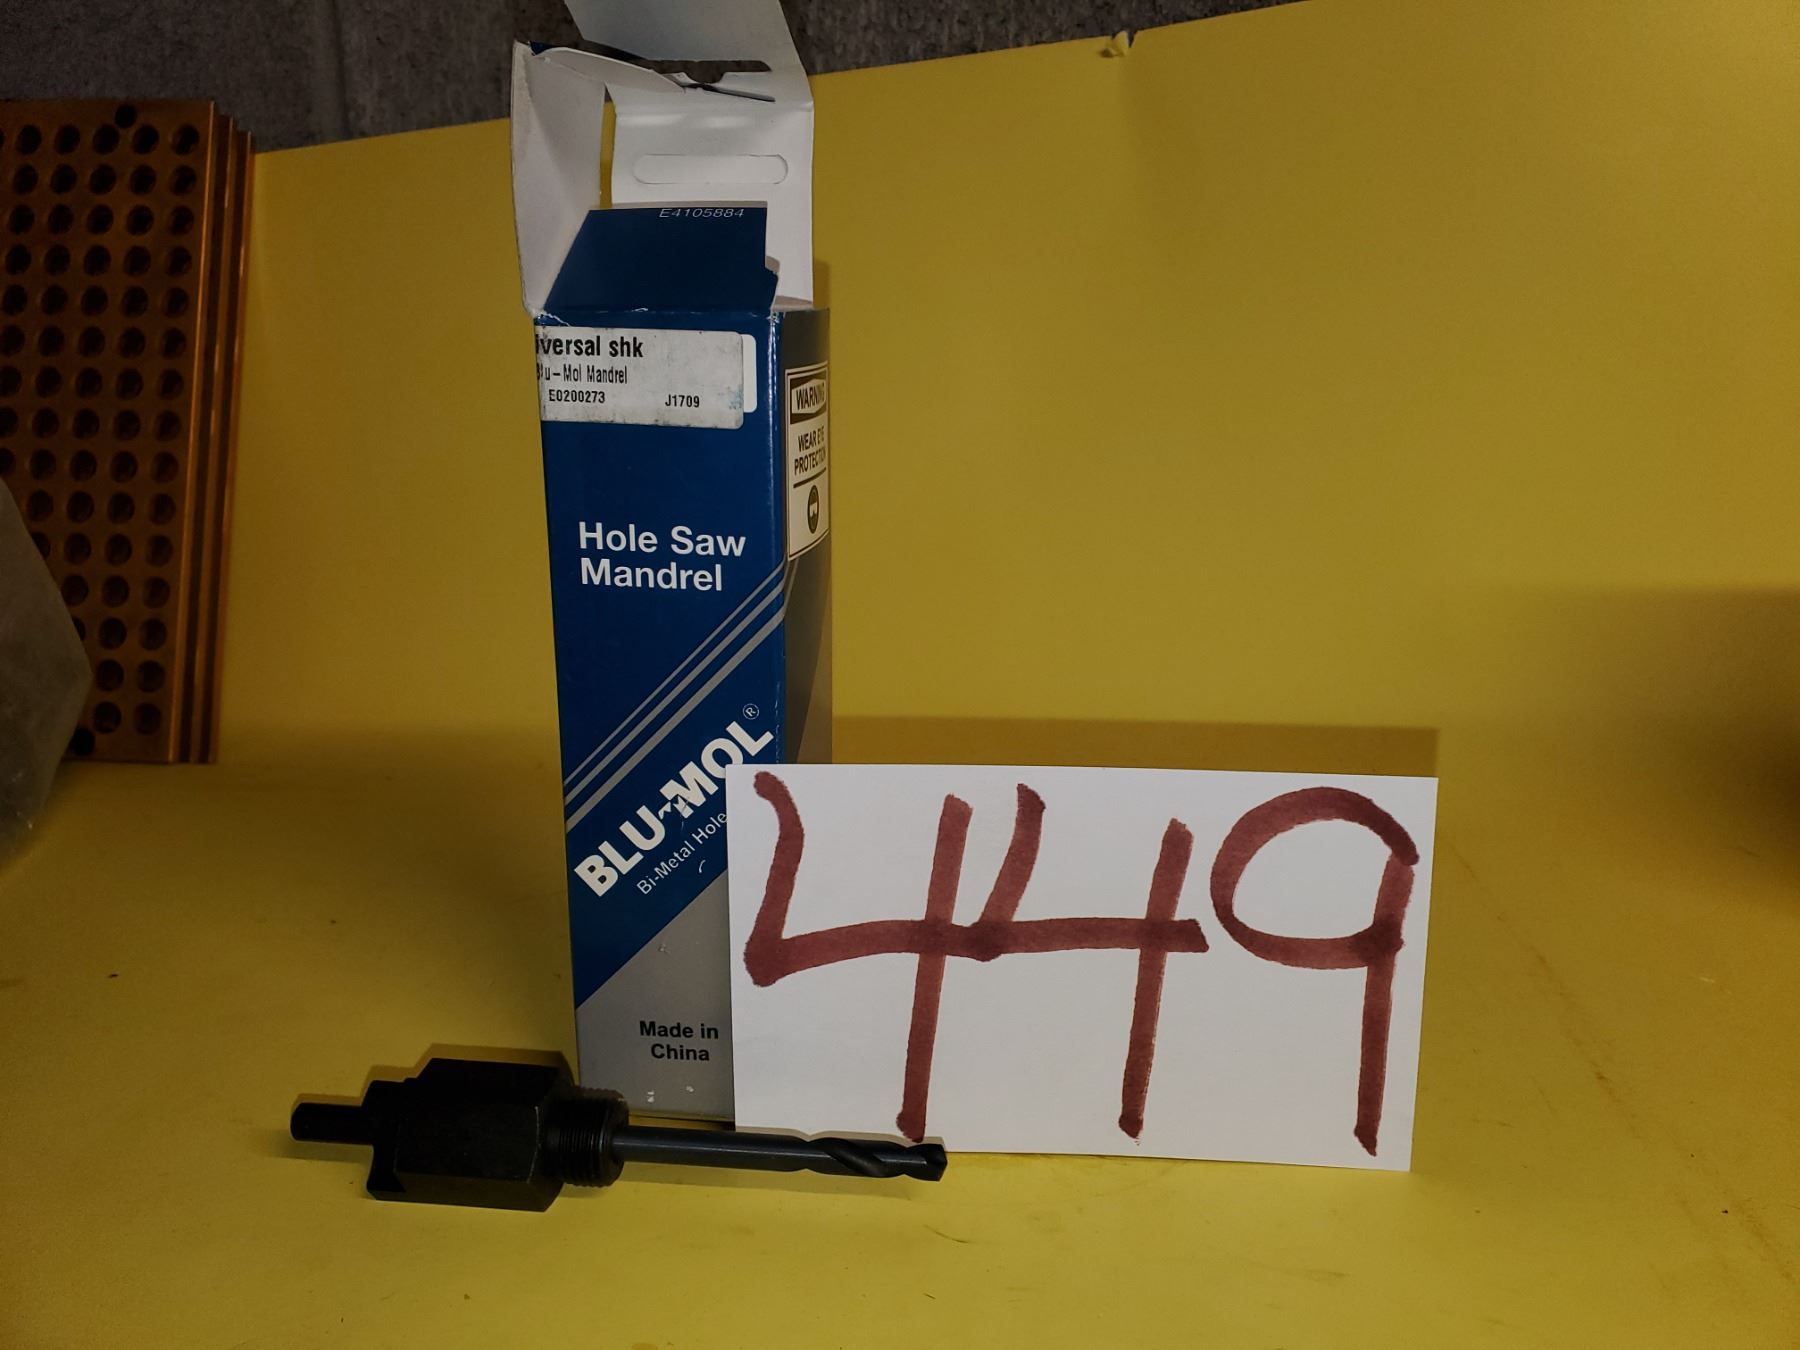 E4105884
iversal shk
Blu-Mol Mandrel
E0200273 J1709
WARNING
WEAR EYE
PROTECTION
Hole Saw
Mandrel
BLU-MOL®
Bi-Metal Hole
Made in
China
449